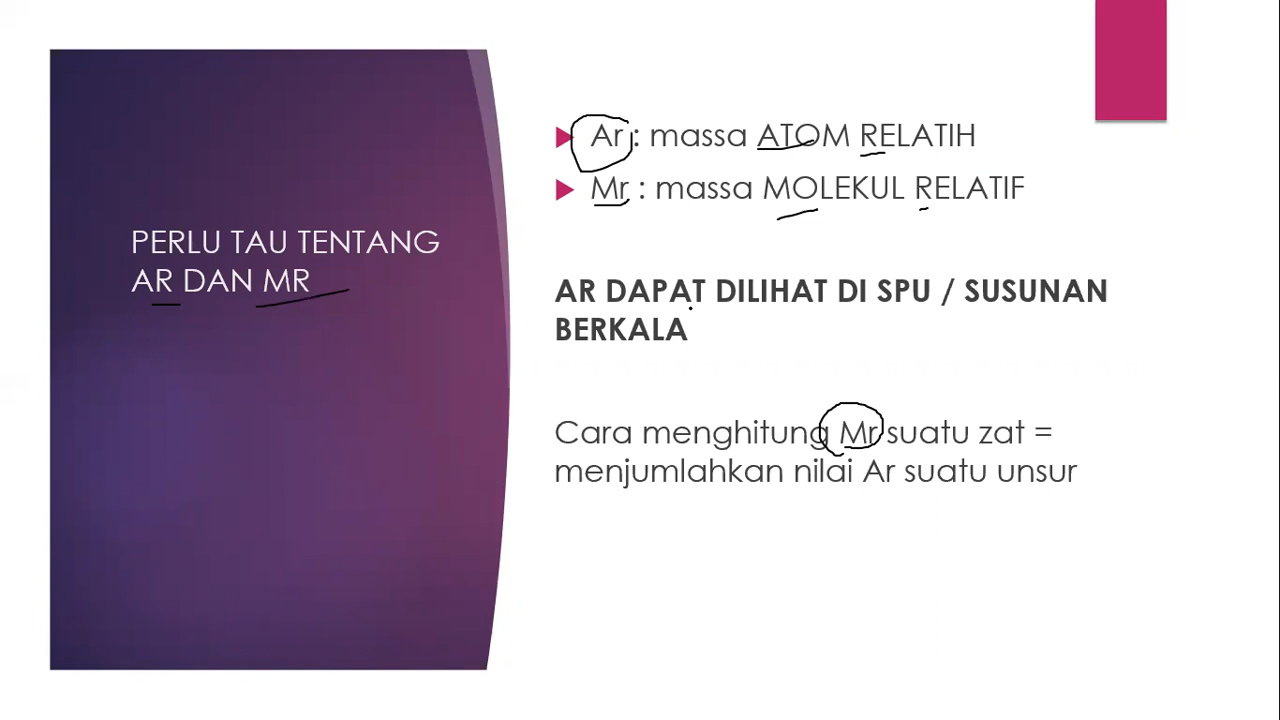 PERLU TAU TENTANG
AR DAN MR
Ar : massa ATOM RELATIH
Mr : massa MOLEKUL RELATIF
AR DAPAT DILIHAT DI SPU / SUSUNAN
BERKALA
Cara menghitung Mr suatu zat =
menjumlahkan nilai Ar suatu unsur